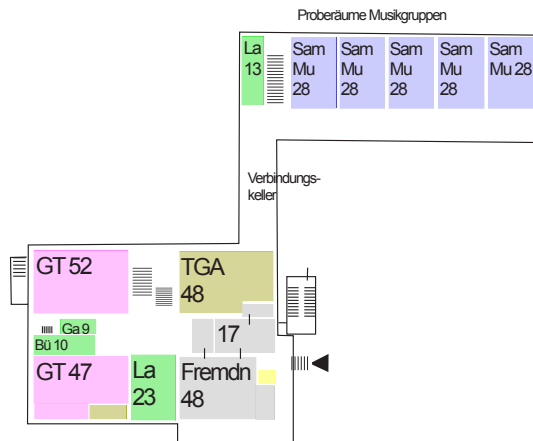 Proberäume Musikgruppen
La
13
Sam
Mu
28
Sam
Mu
28
Sam
Mu
28
Sam
Mu
28
Sam
Mu 28
Verbindungs-
keller
GT 52
TGA
48
Ga 9
Bü 10
17
GT 47
La
23
Fremdn
48